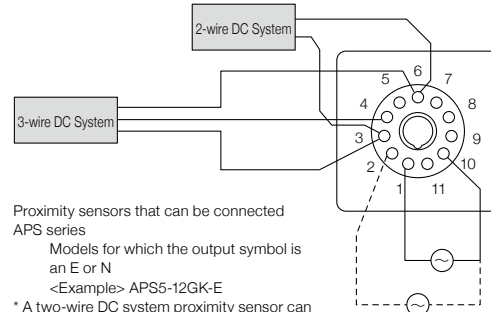 2-wire DC System
6
5
7
4
8
3-wire DC System
3
9
2
10
1
11
Proximity sensors that can be connected
APS series
Models for which the output symbol is
an E or N
<Example> APS5-12GK-E
* A two-wire DC system proximity sensor can